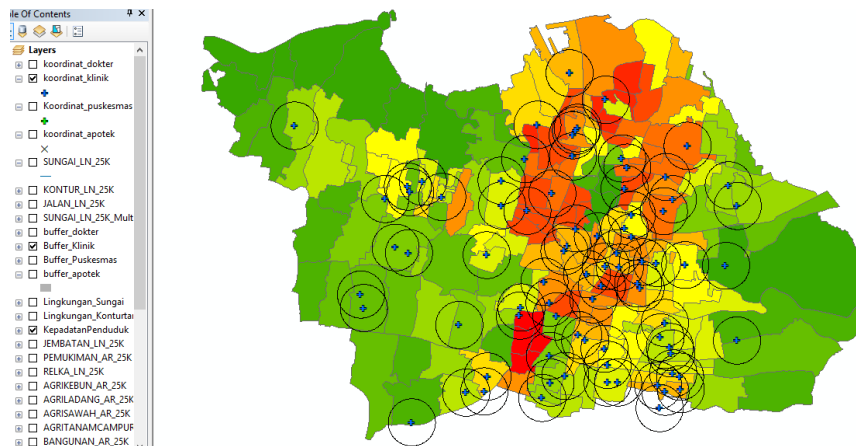 Table Of Contents
Layers
koordinat_dokter
koordinat_klinik
Koordinat_puskesmas
koordinat_apotek
SUNGAI_LN_25K
KONTUR_LN_25K
JALAN_LN_25K
SUNGAI_LN_25K_Mult
buffer_dokter
Buffer_Klinik
Buffer_Puskesmas
buffer_apotek
Lingkungan_Sungai
Lingkungan_Konturtar
KepadatanPenduduk
JEMBATAN_LN_25K
PEMUKIMAN_AR_25K
RELKA_LN_25K
AGRIKEBUN_AR_25K
AGRILADANG_AR_25K
AGRISAWAH_AR_25K
AGRITANAMCAMPUR
BANGUNAN_AR_25K